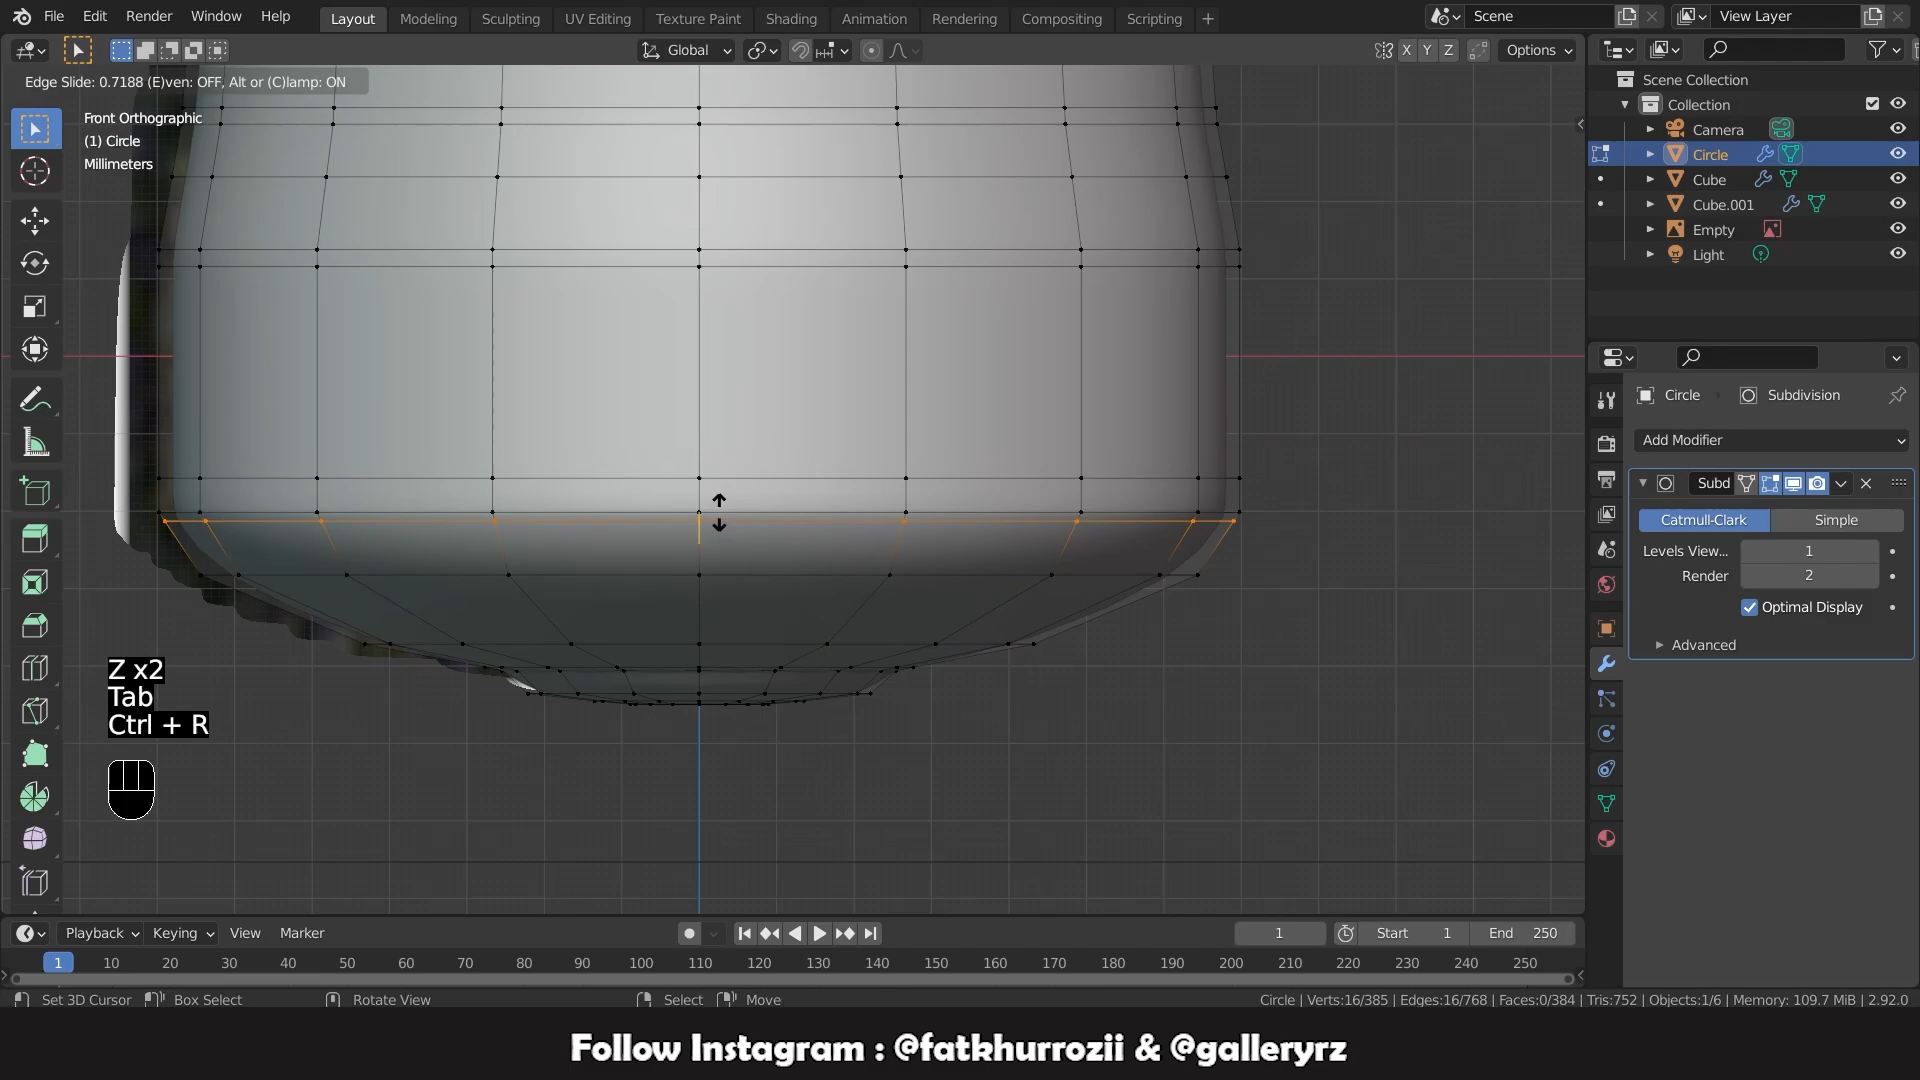 File Edit Render Window Help Layout Modeling Sculpting UV Editing Texture Paint Shading Animation Rendering Compositing Scripting + Scene View Layer
Global X Y Z Options
Edge Slide: 0.7188 (E)ven: OFF, Alt or (C)lamp: ON
Front Orthographic
(1) Circle
Millimeters
Scene Collection
Collection
Camera
Circle
Cube
Cube.001
Empty
Light
Circle Subdivision
Add Modifier
Subd
Catmull-Clark Simple
Levels View... 1
Render 2
Optimal Display
Advanced
Z x2
Tab
Ctrl + R
Playback Keying View Marker 1 Start 1 End 250
1 10 20 30 40 50 60 70 80 90 100 110 120 130 140 150 160 170 180 190 200 210 220 230 240 250
Set 3D Cursor Box Select Rotate View Select Move Circle | Verts:16/385 | Edges:16/768 | Faces:0/384 | Tris:752 | Objects:1/6 | Memory: 109.7 MiB | 2.92.0
Follow Instagram : @fatkhurrozii & @galleryrz